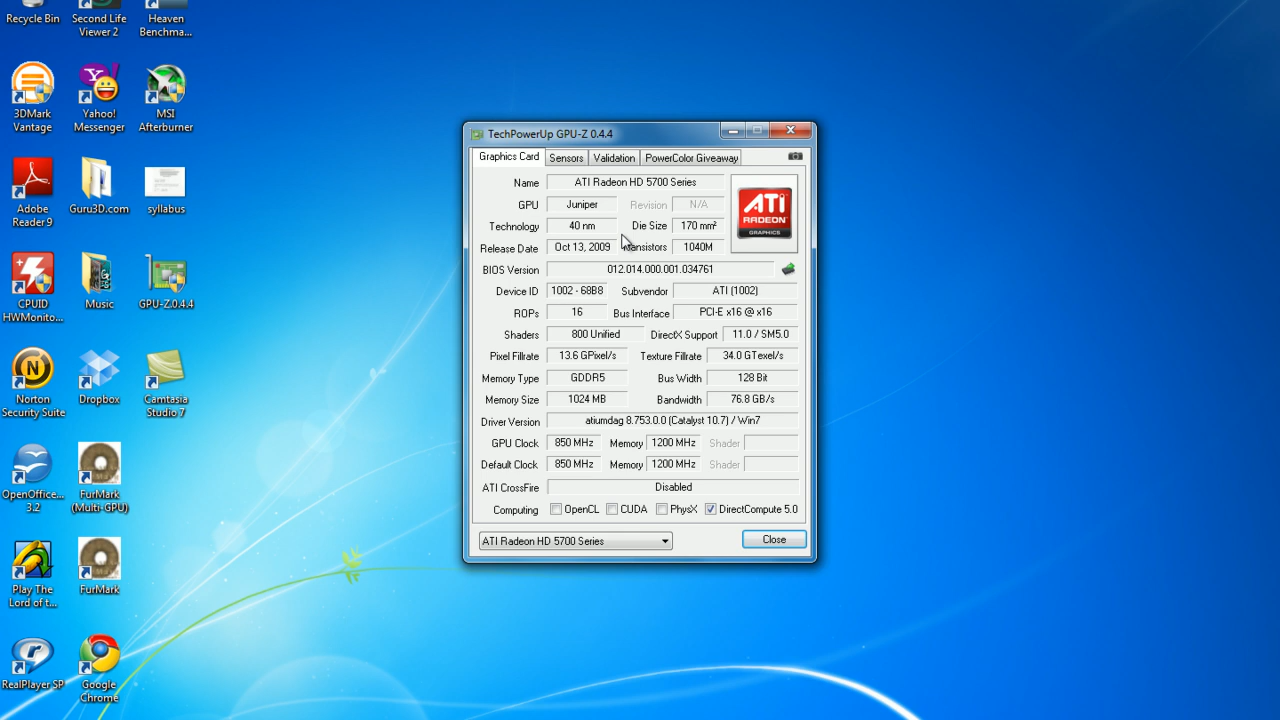 Recycle Bin
Second Life
Viewer 2
Heaven
Benchma...
3DMark
Vantage
Yahoo!
Messenger
MSI
Afterburner
Adobe
Reader 9
Guru3D.com
syllabus
CPUID
HWMonito...
Music
GPU-Z.0.4.4
Norton
Security Suite
Dropbox
Camtasia
Studio 7
OpenOffice...
3.2
FurMark
(Multi-GPU)
Play The
Lord of t...
FurMark
RealPlayer SP
Google
Chrome
TechPowerUp GPU-Z 0.4.4
Graphics Card Sensors Validation PowerColor Giveaway
Name ATI Radeon HD 5700 Series
GPU Juniper Revision N/A
Technology 40 nm Die Size 170 mm²
Release Date Oct 13, 2009 Transistors 1040M
BIOS Version 012.014.000.001.034761
Device ID 1002 - 68B8 Subvendor ATI (1002)
ROPs 16 Bus Interface PCI-E x16 @ x16
Shaders 800 Unified DirectX Support 11.0 / SM5.0
Pixel Fillrate 13.6 GPixel/s Texture Fillrate 34.0 GTexel/s
Memory Type GDDR5 Bus Width 128 Bit
Memory Size 1024 MB Bandwidth 76.8 GB/s
Driver Version atiumdag 8.753.0.0 (Catalyst 10.7) / Win7
GPU Clock 850 MHz Memory 1200 MHz Shader
Default Clock 850 MHz Memory 1200 MHz Shader
ATI CrossFire Disabled
Computing OpenCL CUDA PhysX DirectCompute 5.0
ATI Radeon HD 5700 Series Close
ATI
RADEON
GRAPHICS